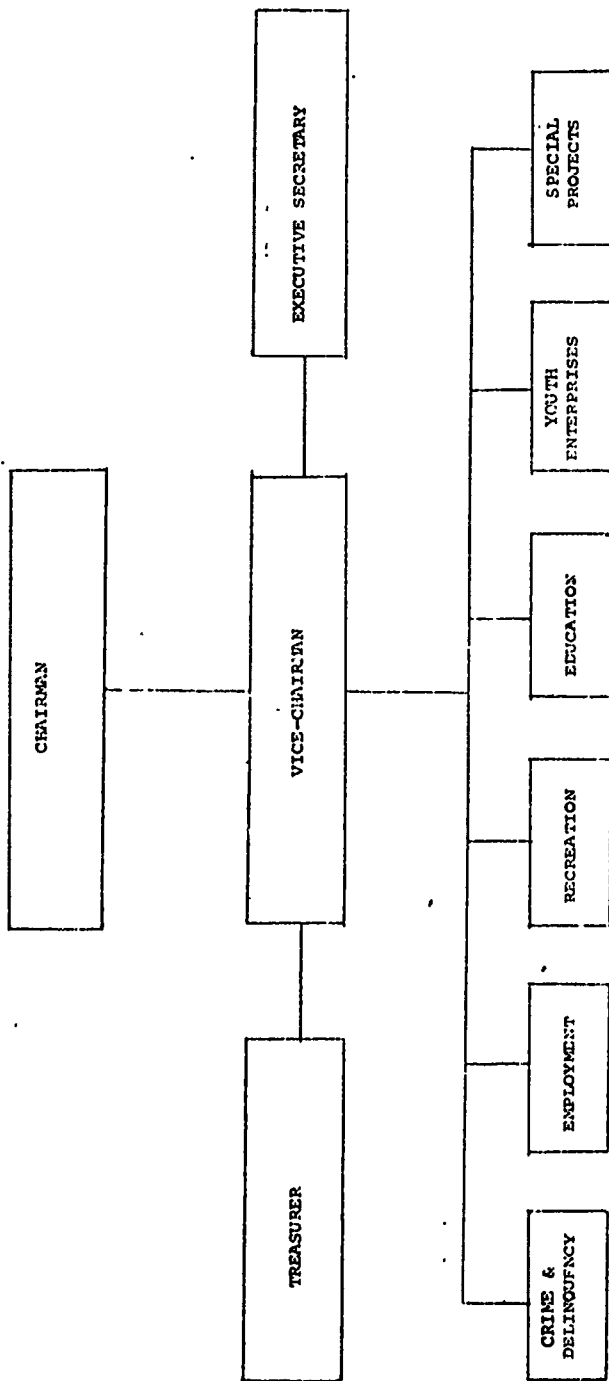 CHAIRMAN
TREASURER
VICE-CHAIRMAN
EXECUTIVE SECRETARY
CRIME &
DELINQUENCY
EMPLOYMENT
RECREATION
EDUCATION
YOUTH
ENTERPRISES
SPECIAL
PROJECTS